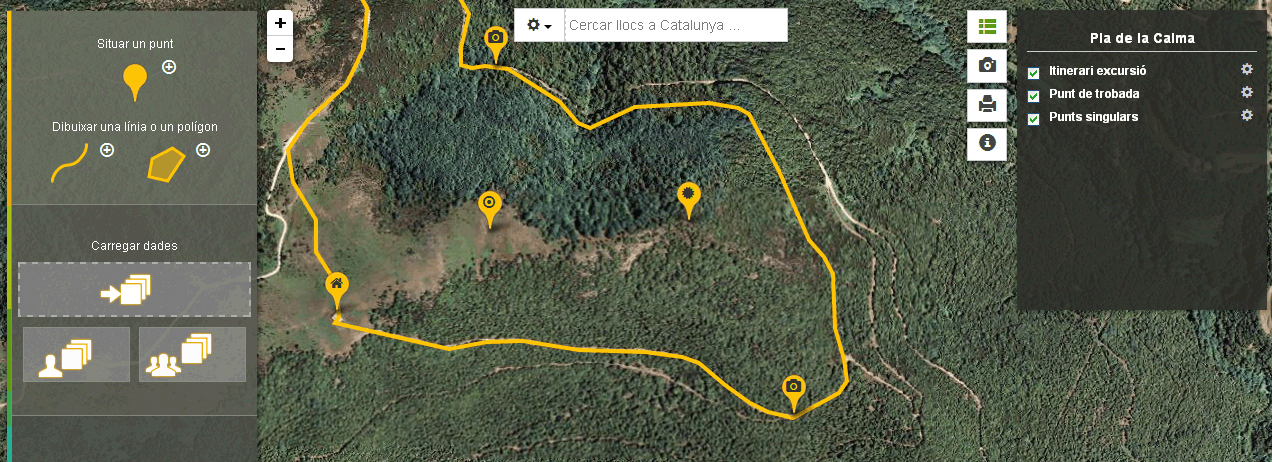 Situar un punt
Dibuixar una línia o un polígon
Carregar dades
+
−
Cercar llocs a Catalunya ...
Pla de la Calma
Itinerari excursió
Punt de trobada
Punts singulars